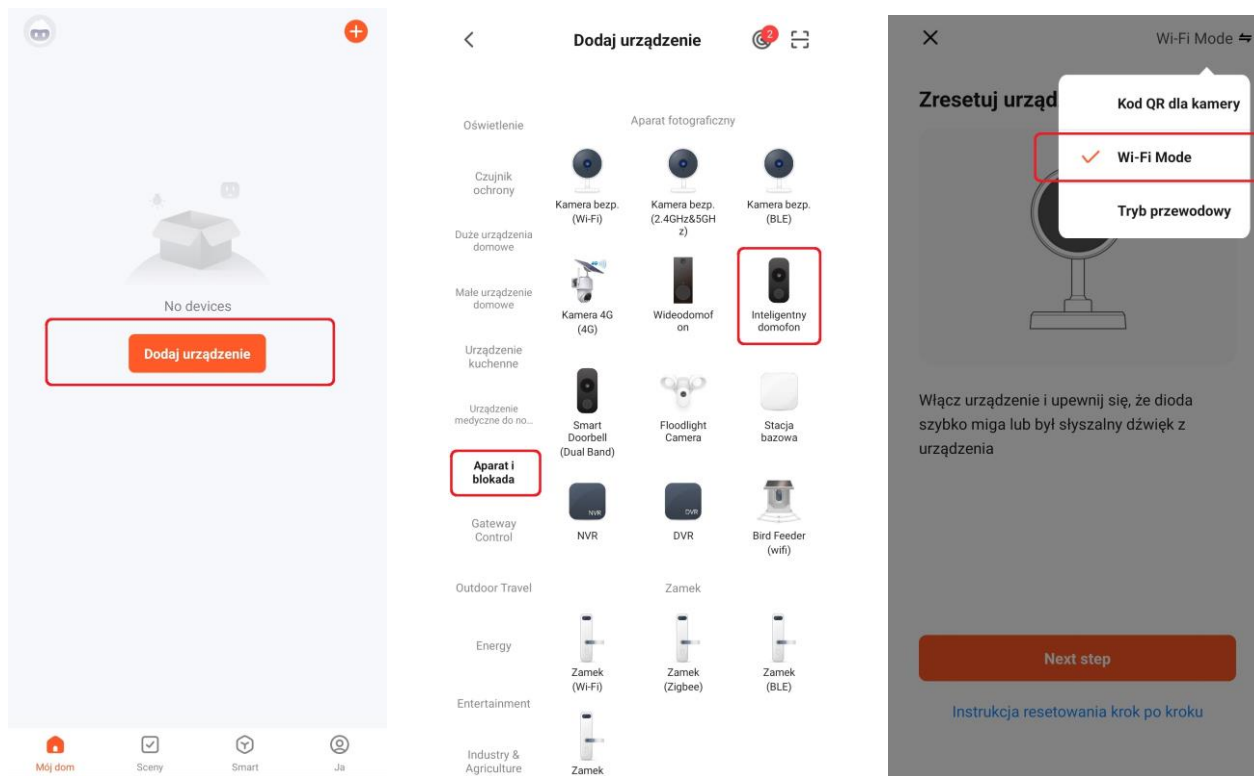 No devices
Dodaj urządzenie
Mój dom
Sceny
Smart
Ja
Dodaj urządzenie
2
Oświetlenie
Czujnik
ochrony
Duże urządzenia
domowe
Małe urządzenie
domowe
Urządzenie
kuchenne
Urządzenie
medyczne do no...
Aparat i
blokada
Gateway
Control
Outdoor Travel
Energy
Entertainment
Industry &
Agriculture
Aparat fotograficzny
Kamera bezp.
(Wi-Fi)
Kamera bezp.
(2.4GHz&5GH
z)
Kamera bezp.
(BLE)
Kamera 4G
(4G)
Wideodomof
on
Inteligentny
domofon
Smart
Doorbell
(Dual Band)
Floodlight
Camera
Stacja
bazowa
NVR
NVR
DVR
DVR
Bird Feeder
(wifi)
Zamek
Zamek
(Wi-Fi)
Zamek
(Zigbee)
Zamek
(BLE)
Zamek
Wi-Fi Mode
Zresetuj urząd
Kod QR dla kamery
Wi-Fi Mode
Tryb przewodowy
Włącz urządzenie i upewnij się, że dioda
szybko miga lub był słyszalny dźwięk z
urządzenia
Next step
Instrukcja resetowania krok po kroku